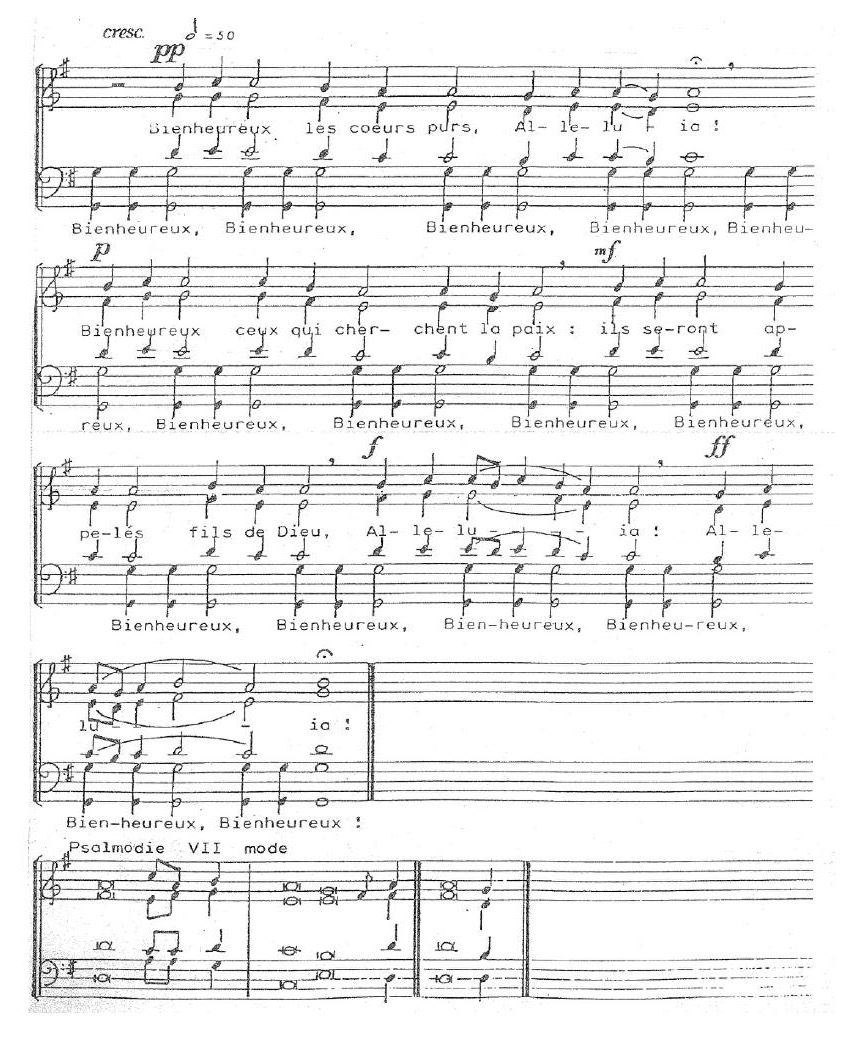 cresc. = 50
pp
Bienheureux les coeurs purs, Al- le- lu - ia !
Bienheureux, Bienheureux, Bienheureux, Bienheureux, Bienheu-
p mf
Bienheureux ceux qui cher- chent la paix : ils se-ront ap-
reux, Bienheureux, Bienheureux, Bienheureux, Bienheureux,
f ff
pe-lés fils de Dieu, Al- le- lu - - - ia ! Al- le-
Bienheureux, Bienheureux, Bien-heureux, Bienheu-reux,
lu - - ia !
Bien-heureux, Bienheureux !
Psalmodie VII mode